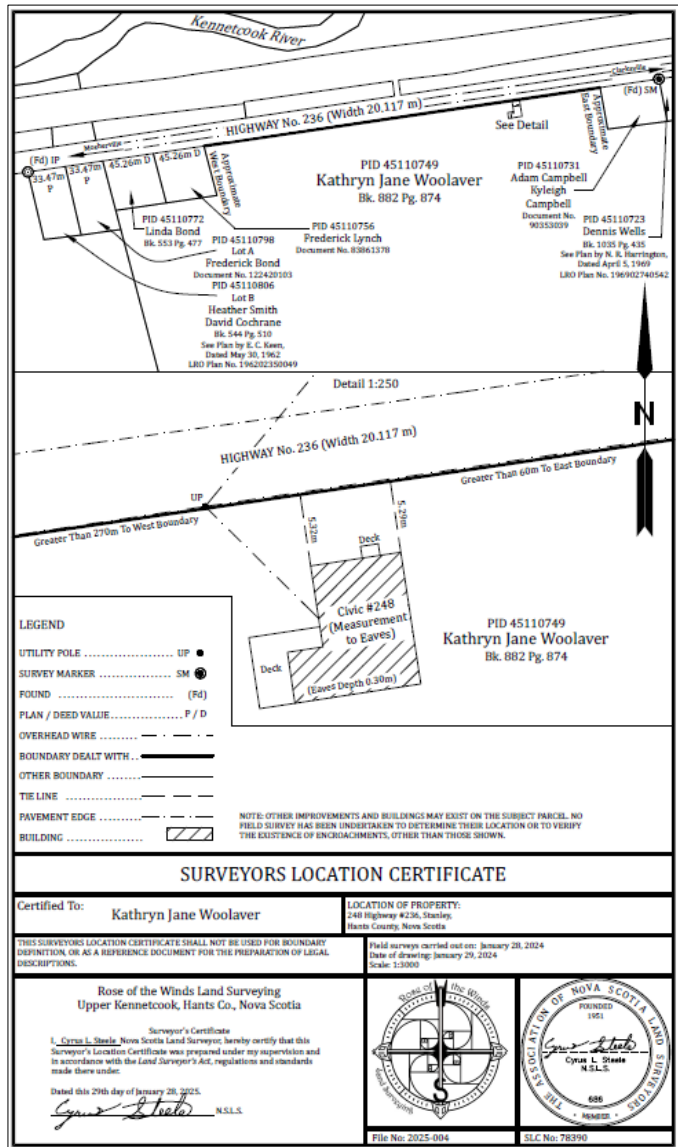 Kennetcook River
Clarksville
(Fd) SM
HIGHWAY No. 236 (Width 20.117 m)
Mosherville
(Fd) IP
33.47m P
33.47m P
45.26m D
45.26m D
Approximate West Boundary
See Detail
Approximate East Boundary
PID 45110749
Kathryn Jane Woolaver
Bk. 882 Pg. 874
PID 45110731
Adam Campbell
Kyleigh
Campbell
Document No.
90353039
PID 45110723
Dennis Wells
Bk. 1035 Pg. 435
See Plan by N. R. Harrington,
Dated April 5, 1969
LRO Plan No. 196902740542
PID 45110772
Linda Bond
Bk. 553 Pg. 477
PID 45110756
Frederick Lynch
Document No. 83861378
PID 45110798
Lot A
Frederick Bond
Document No. 122420103
PID 45110806
Lot B
Heather Smith
David Cochrane
Bk. 544 Pg. 510
See Plan by E. C. Keen,
Dated May 30, 1962
LRO Plan No. 196202350049
Detail 1:250
N
HIGHWAY No. 236 (Width 20.117 m)
UP
Greater Than 270m To West Boundary
Greater Than 60m To East Boundary
5.32m
5.29m
Deck
Civic #248
(Measurement
to Eaves)
Deck
(Eaves Depth 0.30m)
PID 45110749
Kathryn Jane Woolaver
Bk. 882 Pg. 874
LEGEND
UTILITY POLE .............. UP
SURVEY MARKER ......... SM
FOUND ...................... (Fd)
PLAN / DEED VALUE ............. P / D
OVERHEAD WIRE ..........
BOUNDARY DEALT WITH ..
OTHER BOUNDARY ........
TIE LINE ....................
PAVEMENT EDGE .........
BUILDING ..............
NOTE: OTHER IMPROVEMENTS AND BUILDINGS MAY EXIST ON THE SUBJECT PARCEL. NO
FIELD SURVEY HAS BEEN UNDERTAKEN TO DETERMINE THEIR LOCATION OR TO VERIFY
THE EXISTENCE OF ENCROACHMENTS, OTHER THAN THOSE SHOWN.
SURVEYORS LOCATION CERTIFICATE
Certified To:
Kathryn Jane Woolaver
LOCATION OF PROPERTY:
248 Highway #236, Stanley,
Hants County, Nova Scotia
THIS SURVEYORS LOCATION CERTIFICATE SHALL NOT BE USED FOR BOUNDARY
DEFINITION, OR AS A REFERENCE DOCUMENT FOR THE PREPARATION OF LEGAL
DESCRIPTIONS.
Field surveys carried out on: January 28, 2024
Date of drawing: January 29, 2024
Scale: 1:3000
Rose of the Winds Land Surveying
Upper Kennetcook, Hants Co., Nova Scotia
Surveyor's Certificate
I, Cyrus L. Steele Nova Scotia Land Surveyor, hereby certify that this
Surveyor's Location Certificate was prepared under my supervision and
in accordance with the Land Surveyor's Act, regulations and standards
made there under.
Dated this 29th day of January 28, 2025.
Cyrus Steele N.S.L.S.
Rose of the Winds
Land Surveying
S
File No: 2025-004
THE ASSOCIATION OF NOVA SCOTIA LAND SURVEYORS
FOUNDED
1951
Cyrus Steele
Cyrus L. Steele
N.S.L.S.
686
MEMBER
SLC No: 78390